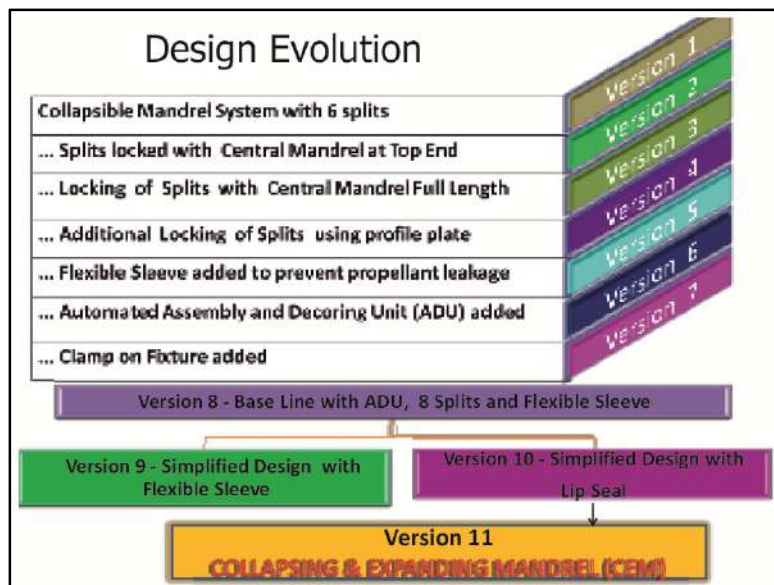 Design Evolution
Collapsible Mandrel System with 6 splits
Version 1
... Splits locked with Central Mandrel at Top End
Version 2
... Locking of Splits with Central Mandrel Full Length
Version 3
... Additional Locking of Splits using profile plate
Version 4
... Flexible Sleeve added to prevent propellant leakage
Version 5
... Automated Assembly and Decoring Unit (ADU) added
Version 6
... Clamp on Fixture added
Version 7
Version 8 - Base Line with ADU, 8 Splits and Flexible Sleeve
Version 9 - Simplified Design with
Flexible Sleeve
Version 10 - Simplified Design with
Lip Seal
Version 11
COLLAPSING & EXPANDING MANDREL (CEM)